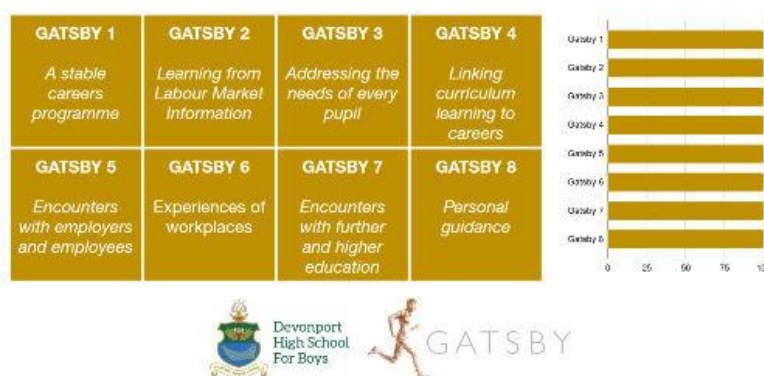 GATSBY 1
A stable
careers
programme
GATSBY 2
Learning from
Labour Market
Information
GATSBY 3
Addressing the
needs of every
pupil
GATSBY 4
Linking
curriculum
learning to
careers
GATSBY 5
Encounters
with employers
and employees
GATSBY 6
Experiences of
workplaces
GATSBY 7
Encounters
with further
and higher
education
GATSBY 8
Personal
guidance
Gatsby 1
Gatsby 2
Gatsby 3
Gatsby 4
Gatsby 5
Gatsby 6
Gatsby 7
Gatsby 8
0 25 50 75
Devonport
High School
For Boys
GATSBY